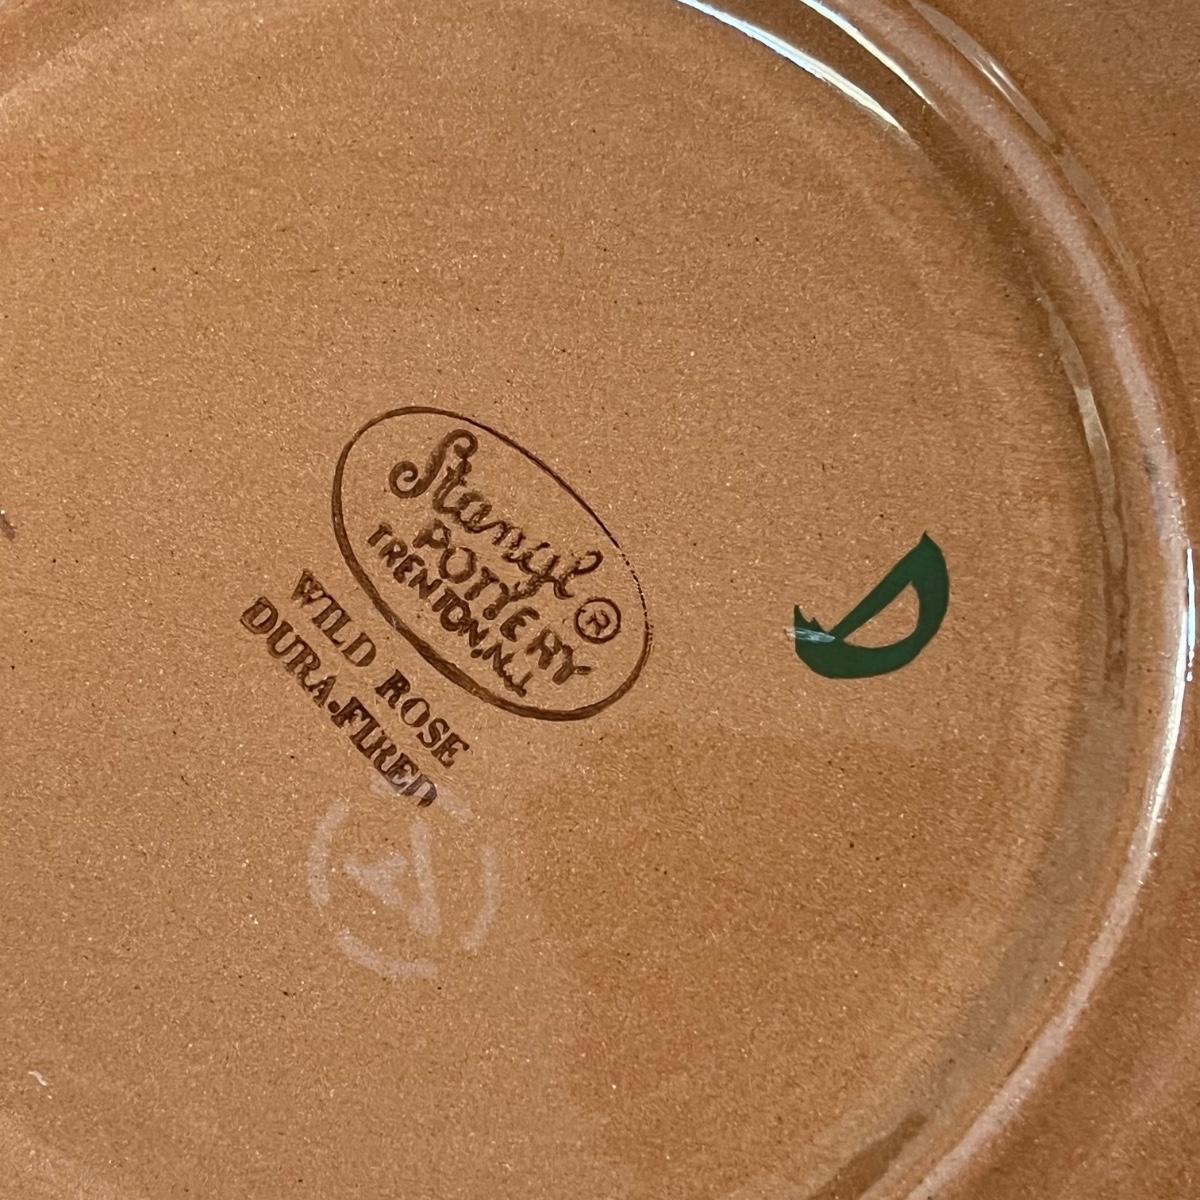 Stangl ®
POTTERY
TRENTON, N.J.
WILD ROSE
DURA-FIRED